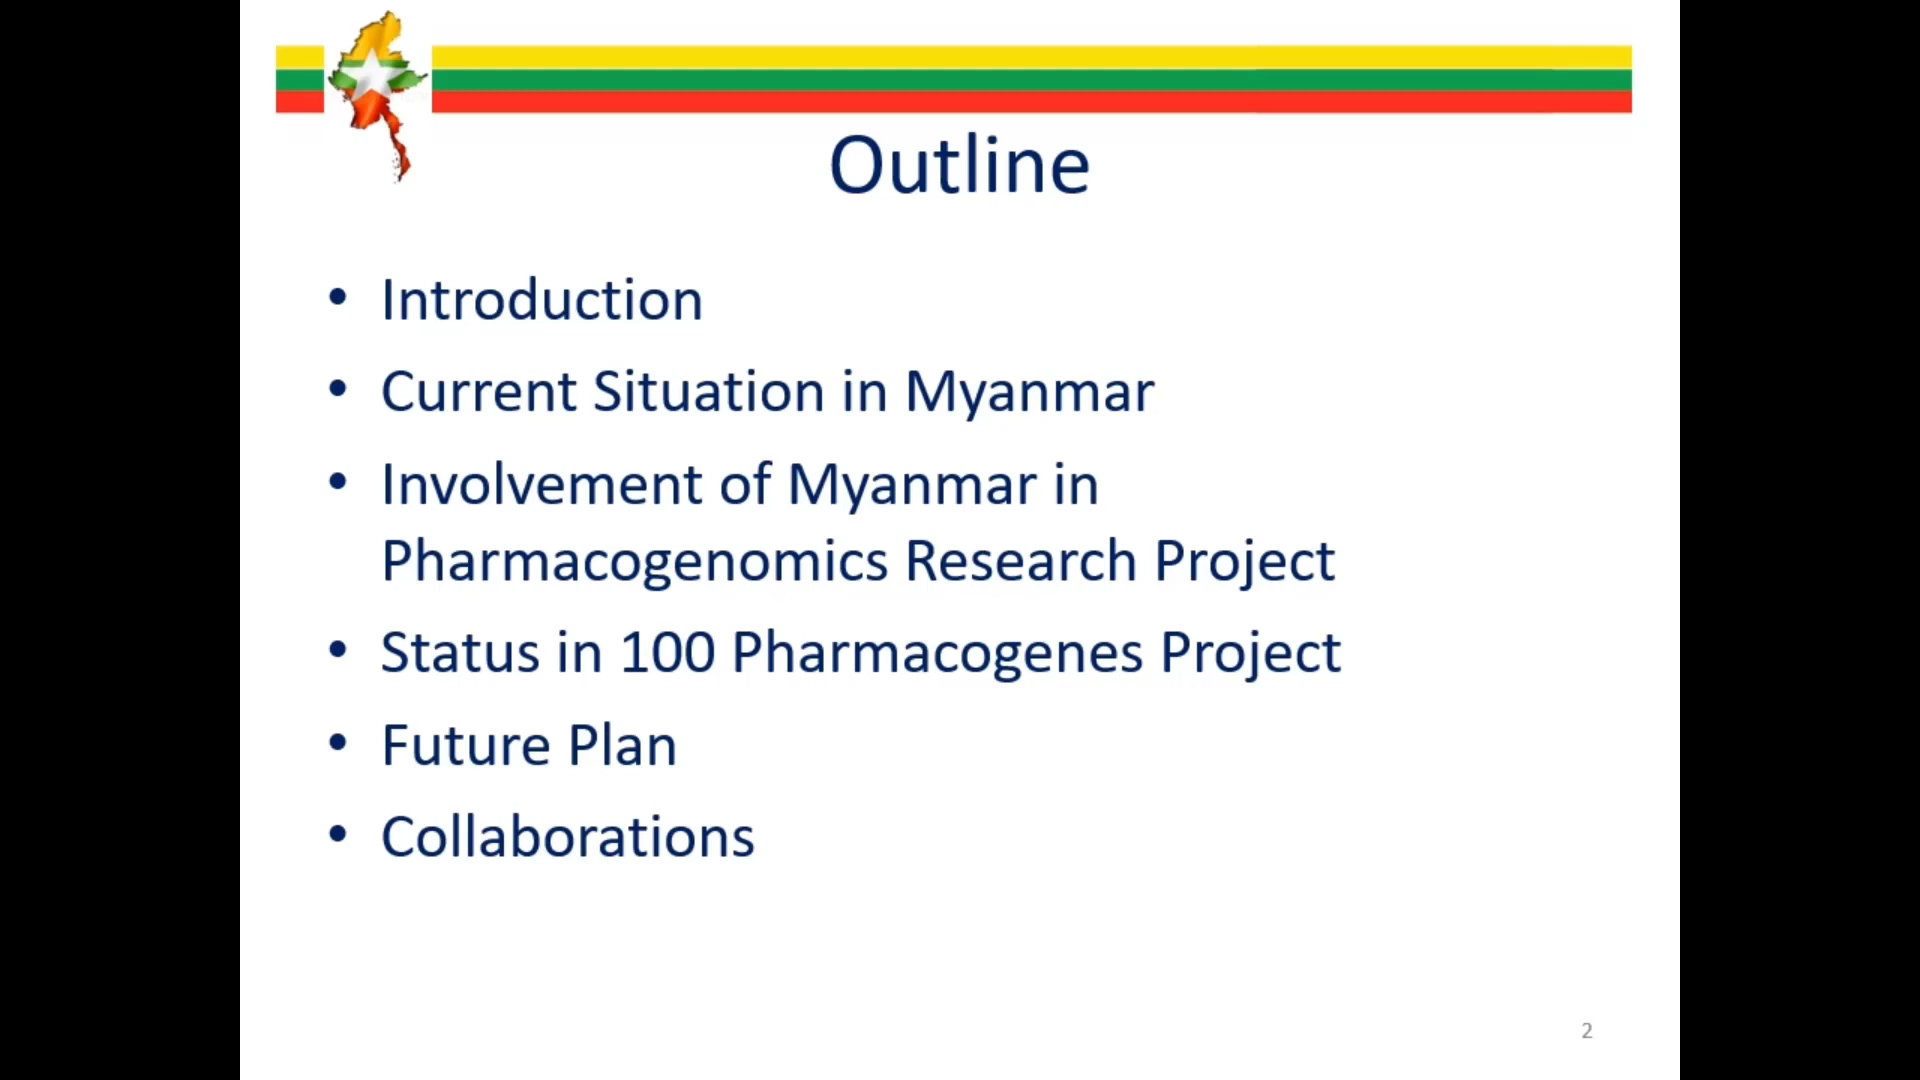 Outline
• Introduction
• Current Situation in Myanmar
• Involvement of Myanmar in
Pharmacogenomics Research Project
• Status in 100 Pharmacogenes Project
• Future Plan
• Collaborations
2